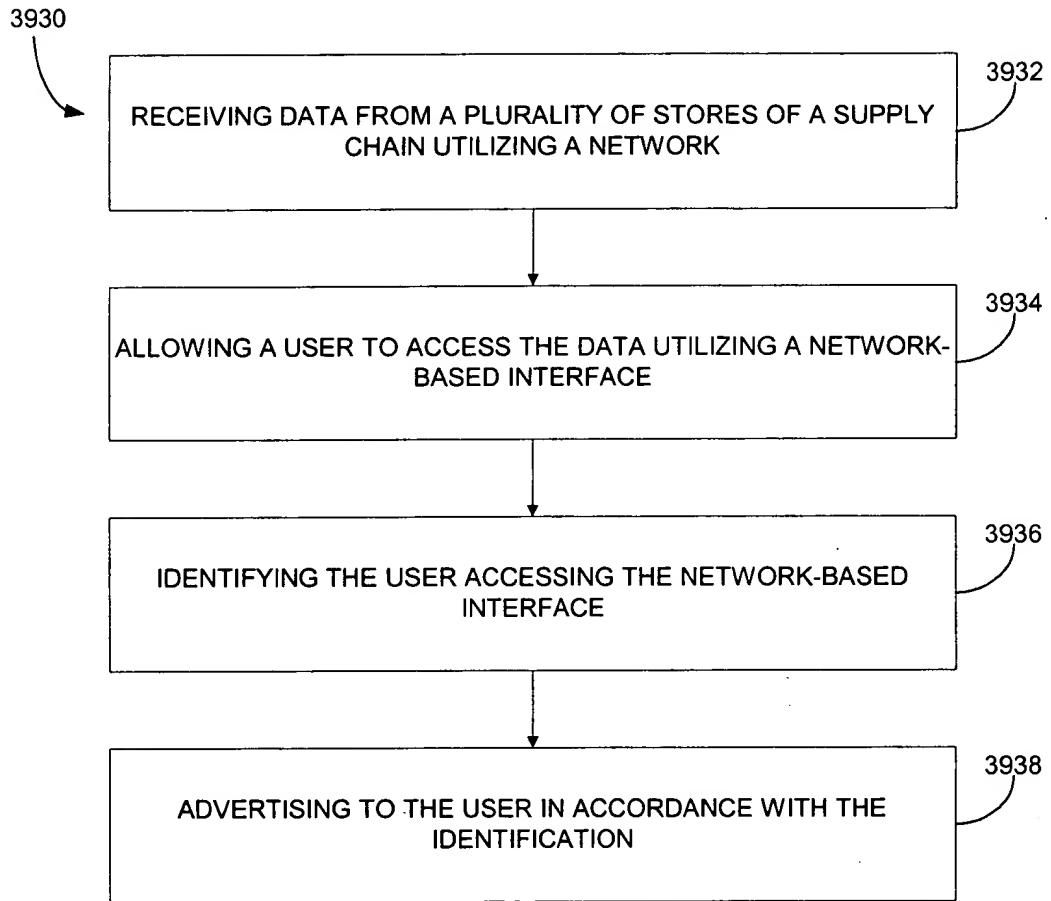 3930
3932
RECEIVING DATA FROM A PLURALITY OF STORES OF A SUPPLY
CHAIN UTILIZING A NETWORK
3934
ALLOWING A USER TO ACCESS THE DATA UTILIZING A NETWORK-
BASED INTERFACE
3936
IDENTIFYING THE USER ACCESSING THE NETWORK-BASED
INTERFACE
3938
ADVERTISING TO THE USER IN ACCORDANCE WITH THE
IDENTIFICATION